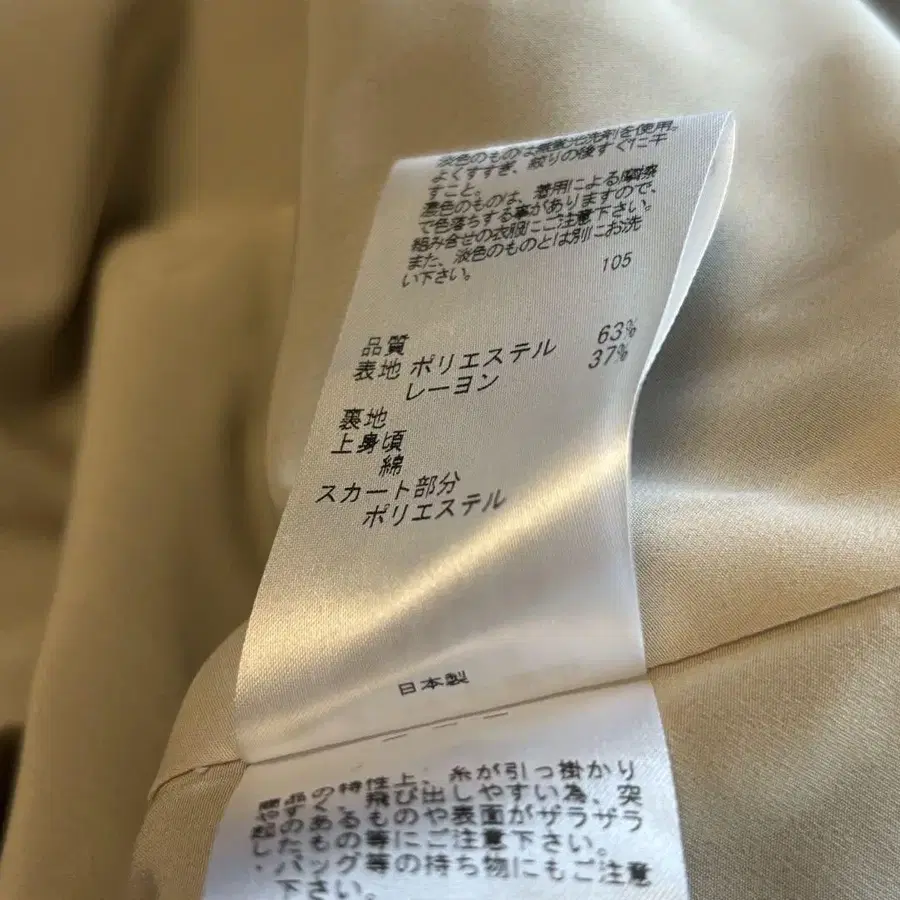 淡色のものは無蛍光洗剤を使用。
よくすすぎ、絞りの後すぐに干
すこと。
濃色のものは、着用による摩擦
で色落ちする事がありますので、
組み合せの衣服にご注意下さい。
また、淡色のものとは別にお洗
い下さい。
105
品質
表地 ポリエステル 63%
レーヨン 37%
裏地
上身頃
綿
スカート部分
ポリエステル
日本製
商品の特性上、糸が引っ掛かり
やすく、飛び出しやすい為、突
起のあるものや表面がザラザラ
したもの等にご注意下さい。
・バッグ等の持ち物にもご注意
下さい。